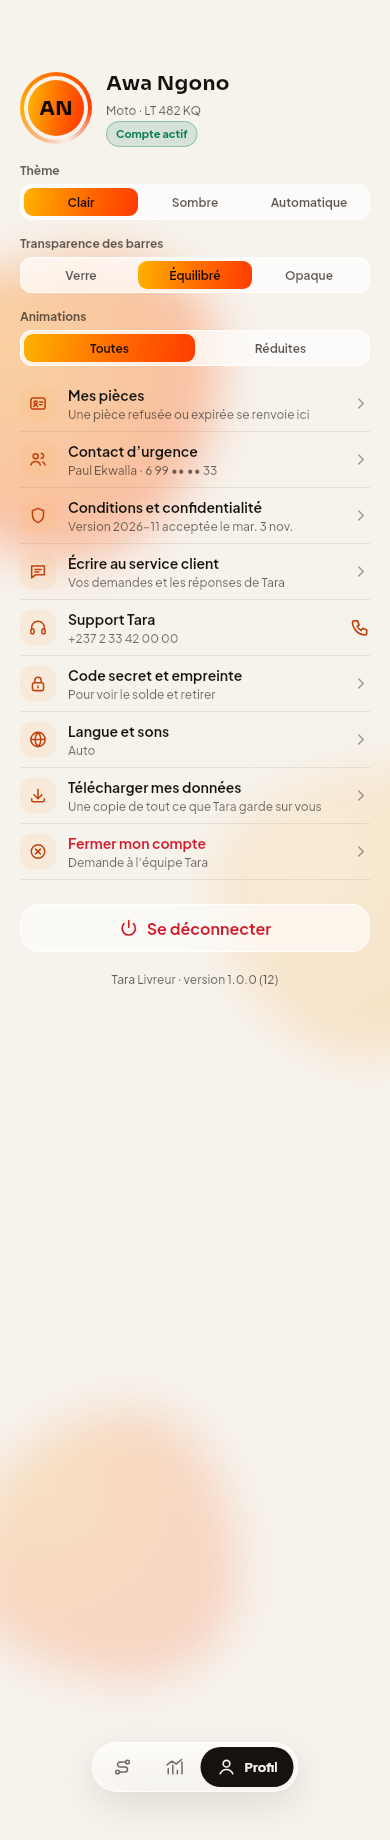 AN
Awa Ngono
Moto · LT 482 KQ
Compte actif
Thème
Clair Sombre Automatique
Transparence des barres
Verre Équilibré Opaque
Animations
Toutes Réduites
Mes pièces
Une pièce refusée ou expirée se renvoie ici
Contact d’urgence
Paul Ekwalla · 6 99 •• •• 33
Conditions et confidentialité
Version 2026-11 acceptée le mar. 3 nov.
Écrire au service client
Vos demandes et les réponses de Tara
Support Tara
+237 2 33 42 00 00
Code secret et empreinte
Pour voir le solde et retirer
Langue et sons
Auto
Télécharger mes données
Une copie de tout ce que Tara garde sur vous
Fermer mon compte
Demande à l’équipe Tara
Se déconnecter
Tara Livreur · version 1.0.0 (12)
Profil